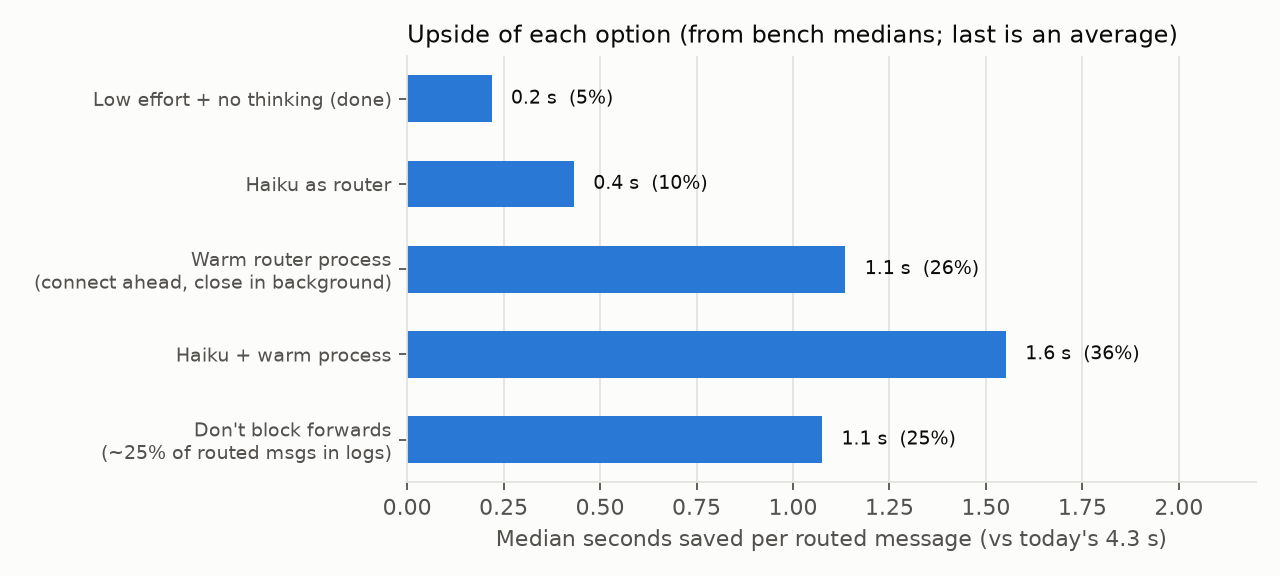 Upside of each option (from bench medians; last is an average)
Low effort + no thinking (done)
0.2 s (5%)
Haiku as router
0.4 s (10%)
Warm router process
(connect ahead, close in background)
1.1 s (26%)
Haiku + warm process
1.6 s (36%)
Don't block forwards
(~25% of routed msgs in logs)
1.1 s (25%)
0.00 0.25 0.50 0.75 1.00 1.25 1.50 1.75 2.00
Median seconds saved per routed message (vs today's 4.3 s)